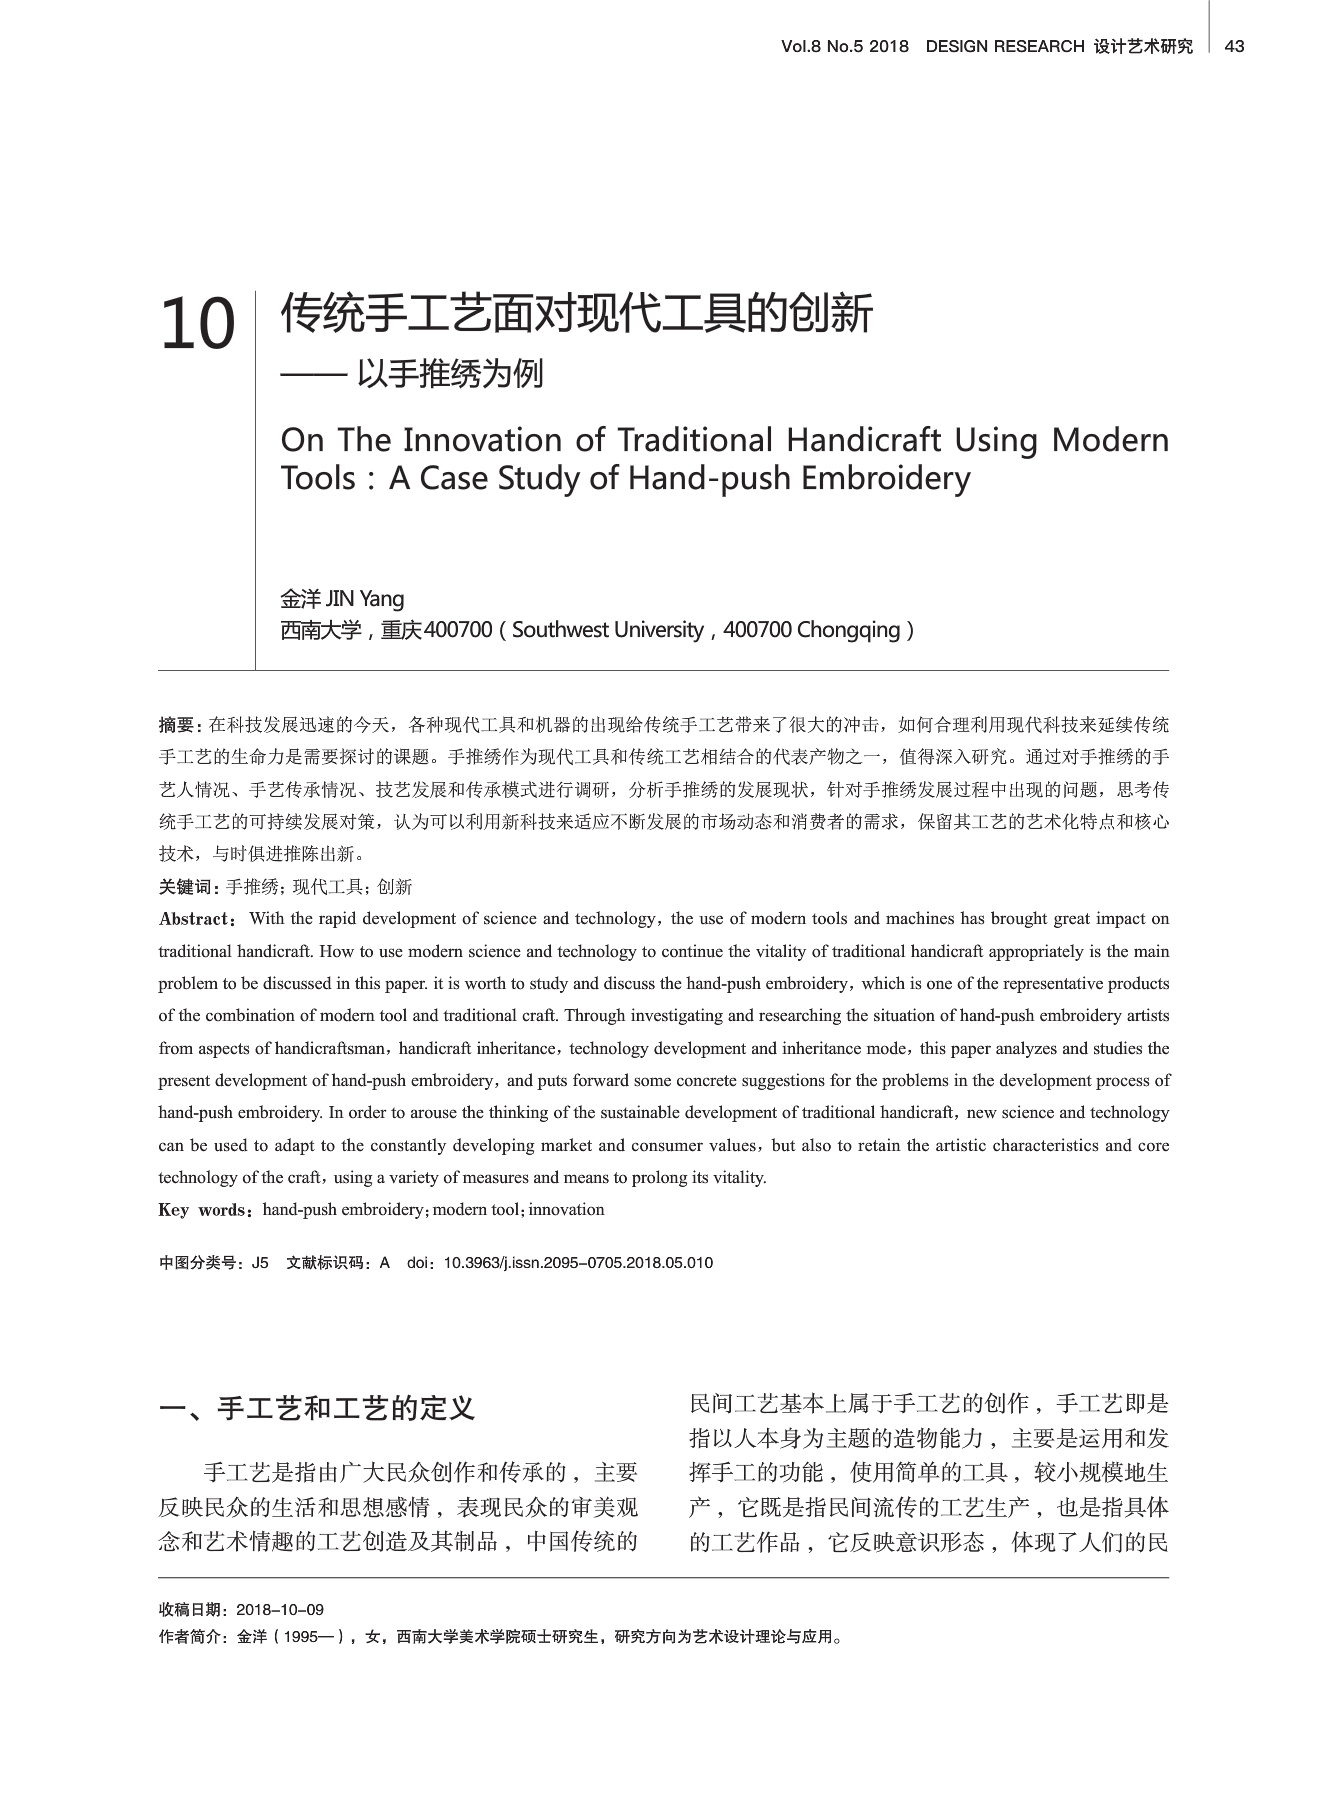 Vol.8 No.5 2018 DESIGN RESEARCH 设计艺术研究 43
10
传统手工艺面对现代工具的创新
—— 以手推绣为例
On The Innovation of Traditional Handicraft Using Modern
Tools：A Case Study of Hand-push Embroidery
金洋 JIN Yang
西南大学，重庆400700（Southwest University，400700 Chongqing）
摘要：在科技发展迅速的今天，各种现代工具和机器的出现给传统手工艺带来了很大的冲击，如何合理利用现代科技来延续传统
手工艺的生命力是需要探讨的课题。手推绣作为现代工具和传统工艺相结合的代表产物之一，值得深入研究。通过对手推绣的手
艺人情况、手艺传承情况、技艺发展和传承模式进行调研，分析手推绣的发展现状，针对手推绣发展过程中出现的问题，思考传
统手工艺的可持续发展对策，认为可以利用新科技来适应不断发展的市场动态和消费者的需求，保留其工艺的艺术化特点和核心
技术，与时俱进推陈出新。
关键词：手推绣；现代工具；创新
Abstract：With the rapid development of science and technology，the use of modern tools and machines has brought great impact on
traditional handicraft. How to use modern science and technology to continue the vitality of traditional handicraft appropriately is the main
problem to be discussed in this paper. it is worth to study and discuss the hand-push embroidery，which is one of the representative products
of the combination of modern tool and traditional craft. Through investigating and researching the situation of hand-push embroidery artists
from aspects of handicraftsman，handicraft inheritance，technology development and inheritance mode，this paper analyzes and studies the
present development of hand-push embroidery，and puts forward some concrete suggestions for the problems in the development process of
hand-push embroidery. In order to arouse the thinking of the sustainable development of traditional handicraft，new science and technology
can be used to adapt to the constantly developing market and consumer values，but also to retain the artistic characteristics and core
technology of the craft，using a variety of measures and means to prolong its vitality.
Key words：hand-push embroidery；modern tool；innovation
中图分类号：J5 文献标识码：A doi：10.3963/j.issn.2095-0705.2018.05.010
一、手工艺和工艺的定义
手工艺是指由广大民众创作和传承的，主要
反映民众的生活和思想感情，表现民众的审美观
念和艺术情趣的工艺创造及其制品，中国传统的
民间工艺基本上属于手工艺的创作，手工艺即是
指以人本身为主题的造物能力，主要是运用和发
挥手工的功能，使用简单的工具，较小规模地生
产，它既是指民间流传的工艺生产，也是指具体
的工艺作品，它反映意识形态，体现了人们的民
收稿日期：2018-10-09
作者简介：金洋（1995—），女，西南大学美术学院硕士研究生，研究方向为艺术设计理论与应用。